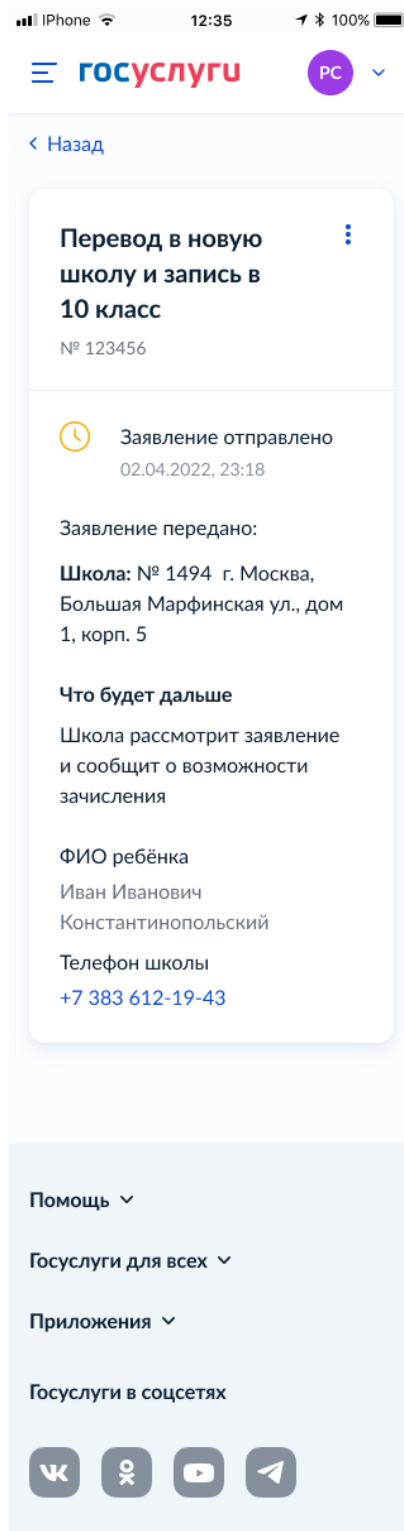 IPhone 12:35 100%
госуслуги РС
Назад
Перевод в новую
школу и запись в
10 класс
№ 123456
Заявление отправлено
02.04.2022, 23:18
Заявление передано:
Школа: № 1494 г. Москва,
Большая Марфинская ул., дом
1, корп. 5
Что будет дальше
Школа рассмотрит заявление
и сообщит о возможности
зачисления
ФИО ребёнка
Иван Иванович
Константинопольский
Телефон школы
+7 383 612-19-43
Помощь
Госуслуги для всех
Приложения
Госуслуги в соцсетях